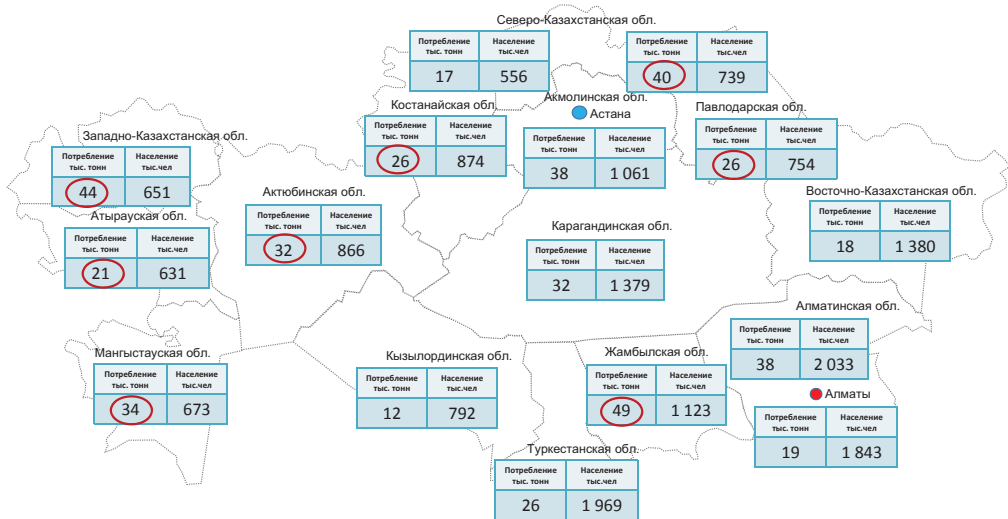 Северо-Казахстанская обл.
Потребление Население
тыс. тонн тыс.чел
17 556
Потребление Население
тыс. тонн тыс.чел
40 739
Костанайская обл.
Потребление Население
тыс. тонн тыс.чел
26 874
Акмолинская обл.
Астана
Потребление Население
тыс. тонн тыс.чел
38 1 061
Павлодарская обл.
Потребление Население
тыс. тонн тыс.чел
26 754
Западно-Казахстанская обл.
Потребление Население
тыс. тонн тыс.чел
44 651
Атырауская обл.
Потребление Население
тыс. тонн тыс.чел
21 631
Актюбинская обл.
Потребление Население
тыс. тонн тыс.чел
32 866
Карагандинская обл.
Потребление Население
тыс. тонн тыс.чел
32 1 379
Восточно-Казахстанская обл.
Потребление Население
тыс. тонн тыс.чел
18 1 380
Мангыстауская обл.
Потребление Население
тыс. тонн тыс.чел
34 673
Кызылординская обл.
Потребление Население
тыс. тонн тыс.чел
12 792
Жамбылская обл.
Потребление Население
тыс. тонн тыс.чел
49 1 123
Алматинская обл.
Потребление Население
тыс. тонн тыс.чел
38 2 033
Алматы
Потребление Население
тыс. тонн тыс.чел
19 1 843
Туркестанская обл.
Потребление Население
тыс. тонн тыс.чел
26 1 969